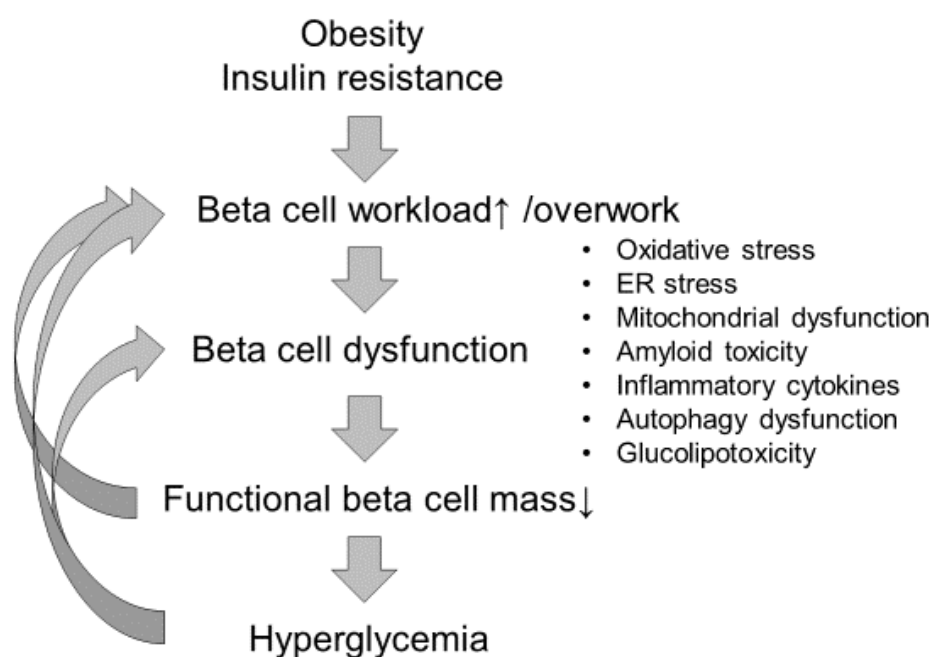 Obesity
Insulin resistance
Beta cell workload↑ /overwork
• Oxidative stress
• ER stress
• Mitochondrial dysfunction
• Amyloid toxicity
• Inflammatory cytokines
• Autophagy dysfunction
• Glucolipotoxicity
Beta cell dysfunction
Functional beta cell mass↓
Hyperglycemia